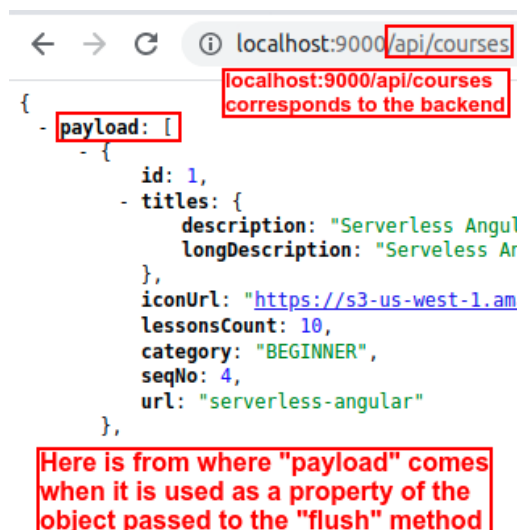 localhost:9000/api/courses
localhost:9000/api/courses
corresponds to the backend
{
- payload: [
- {
id: 1,
- titles: {
description: "Serverless Angul
longDescription: "Serveless An
},
iconUrl: "https://s3-us-west-1.am
lessonsCount: 10,
category: "BEGINNER",
seqNo: 4,
url: "serverless-angular"
},
Here is from where "payload" comes
when it is used as a property of the
object passed to the "flush" method